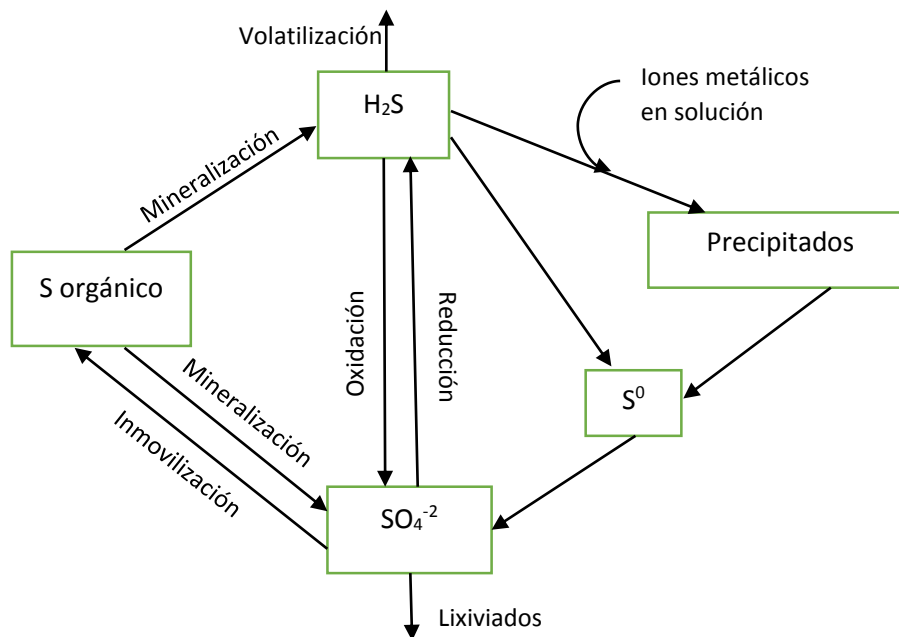 Volatilización
H₂S
Iones metálicos
en solución
Mineralización
Precipitados
S orgánico
Oxidación
Reducción
S⁰
Mineralización
Inmovilización
SO₄⁻²
Lixiviados